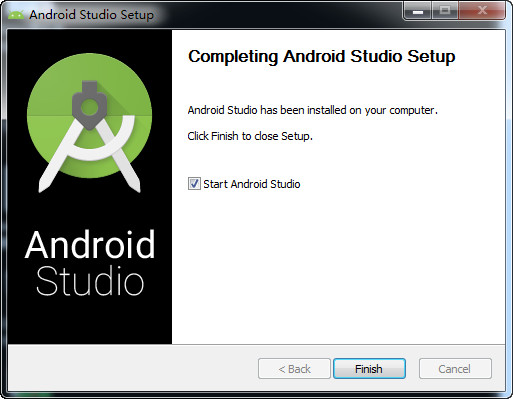 Android Studio Setup
Completing Android Studio Setup
Android Studio has been installed on your computer.
Click Finish to close Setup.
Start Android Studio
Android
Studio
< Back
Finish
Cancel